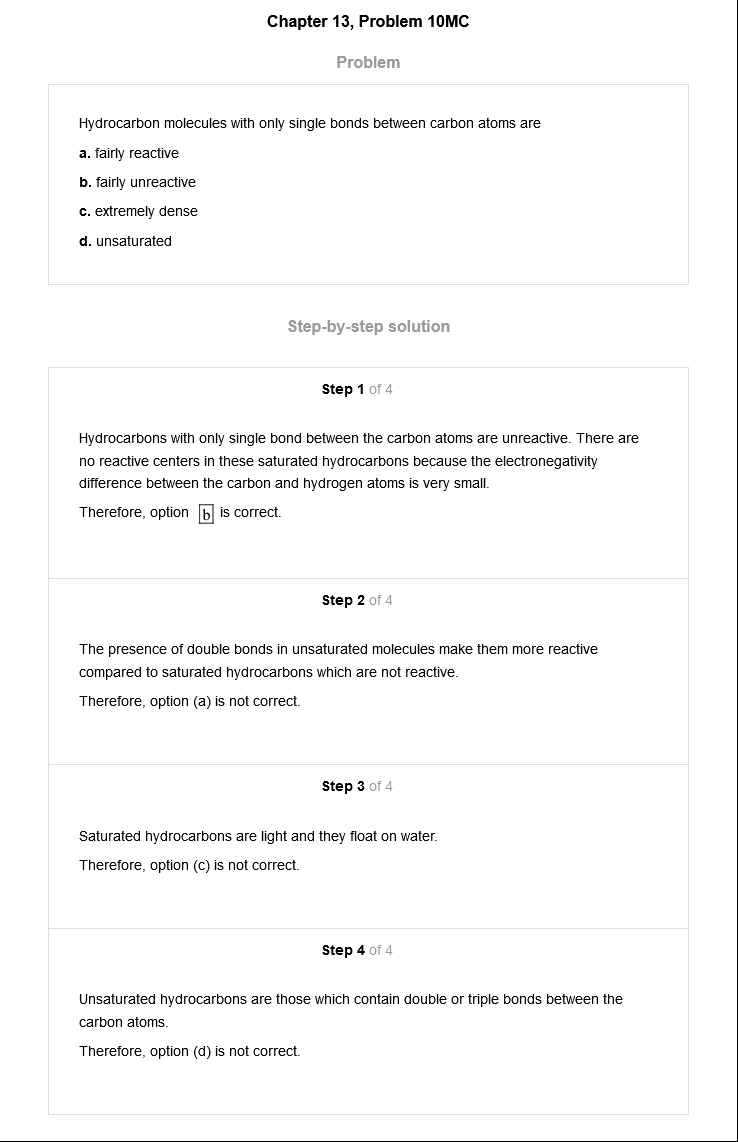 Chapter 13, Problem 10MC
Problem
Hydrocarbon molecules with only single bonds between carbon atoms are
a. fairly reactive
b. fairly unreactive
c. extremely dense
d. unsaturated
Step-by-step solution
Step 1 of 4
Hydrocarbons with only single bond between the carbon atoms are unreactive. There are
no reactive centers in these saturated hydrocarbons because the electronegativity
difference between the carbon and hydrogen atoms is very small.
Therefore, option b is correct.
Step 2 of 4
The presence of double bonds in unsaturated molecules make them more reactive
compared to saturated hydrocarbons which are not reactive.
Therefore, option (a) is not correct.
Step 3 of 4
Saturated hydrocarbons are light and they float on water.
Therefore, option (c) is not correct.
Step 4 of 4
Unsaturated hydrocarbons are those which contain double or triple bonds between the
carbon atoms.
Therefore, option (d) is not correct.